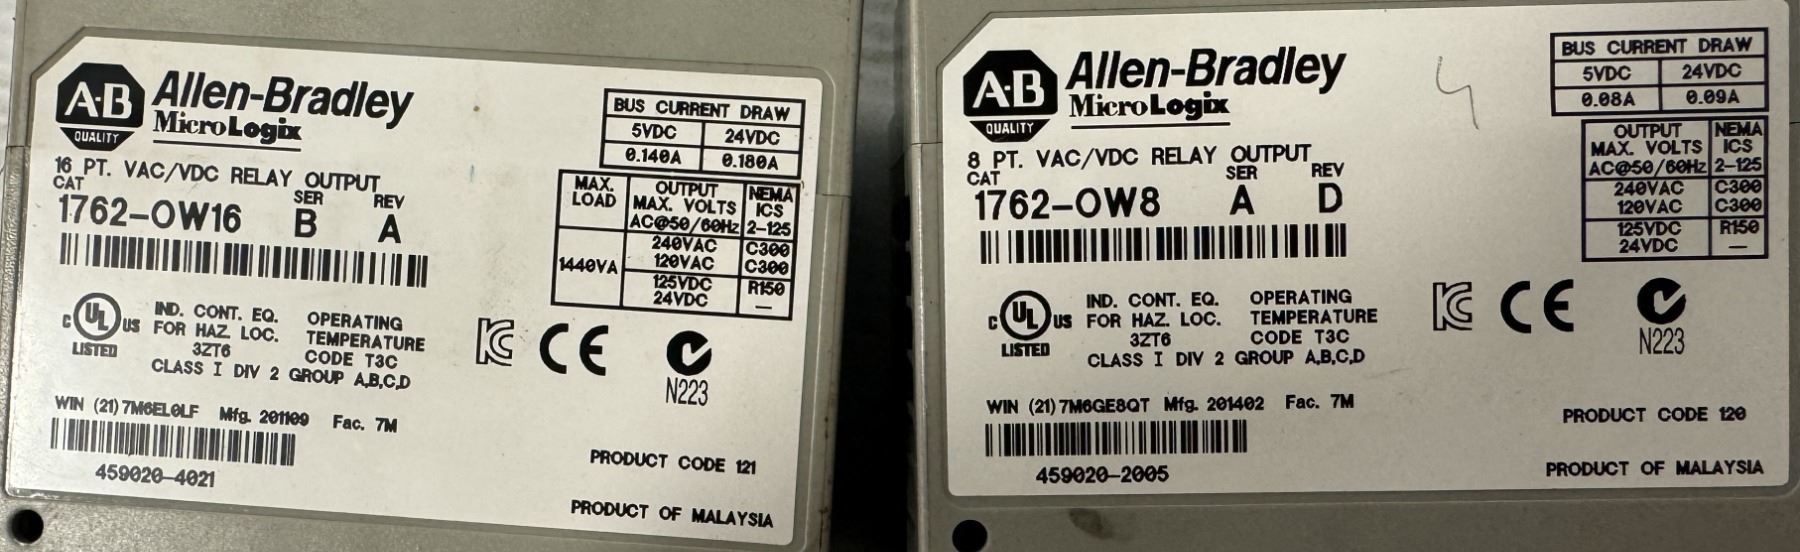 A·B
QUALITY
Allen-Bradley
MicroLogix
16 PT. VAC/VDC RELAY OUTPUT
CAT SER REV
1762-OW16 B A
BUS CURRENT DRAW
5VDC 24VDC
0.140A 0.180A
MAX. LOAD OUTPUT MAX. VOLTS AC@50/60Hz NEMA ICS 2-125
1440VA 240VAC C300
120VAC C300
125VDC R150
24VDC —
C UL US
LISTED
IND. CONT. EQ.
FOR HAZ. LOC.
3ZT6
OPERATING
TEMPERATURE
CODE T3C
CLASS I DIV 2 GROUP A,B,C,D
KC CE
N223
WIN (21) 7M6EL0LF Mfg. 201109 Fac. 7M
459020-4021
PRODUCT CODE 121
PRODUCT OF MALAYSIA
A·B
QUALITY
Allen-Bradley
MicroLogix
8 PT. VAC/VDC RELAY OUTPUT
CAT SER REV
1762-OW8 A D
4
BUS CURRENT DRAW
5VDC 24VDC
0.08A 0.09A
OUTPUT MAX. VOLTS AC@50/60Hz NEMA ICS 2-125
240VAC C300
120VAC C300
125VDC R150
24VDC —
C UL US
LISTED
IND. CONT. EQ.
FOR HAZ. LOC.
3ZT6
OPERATING
TEMPERATURE
CODE T3C
CLASS I DIV 2 GROUP A,B,C,D
KC CE
N223
WIN (21) 7M6GE8QT Mfg. 201402 Fac. 7M
459020-2005
PRODUCT CODE 120
PRODUCT OF MALAYSIA